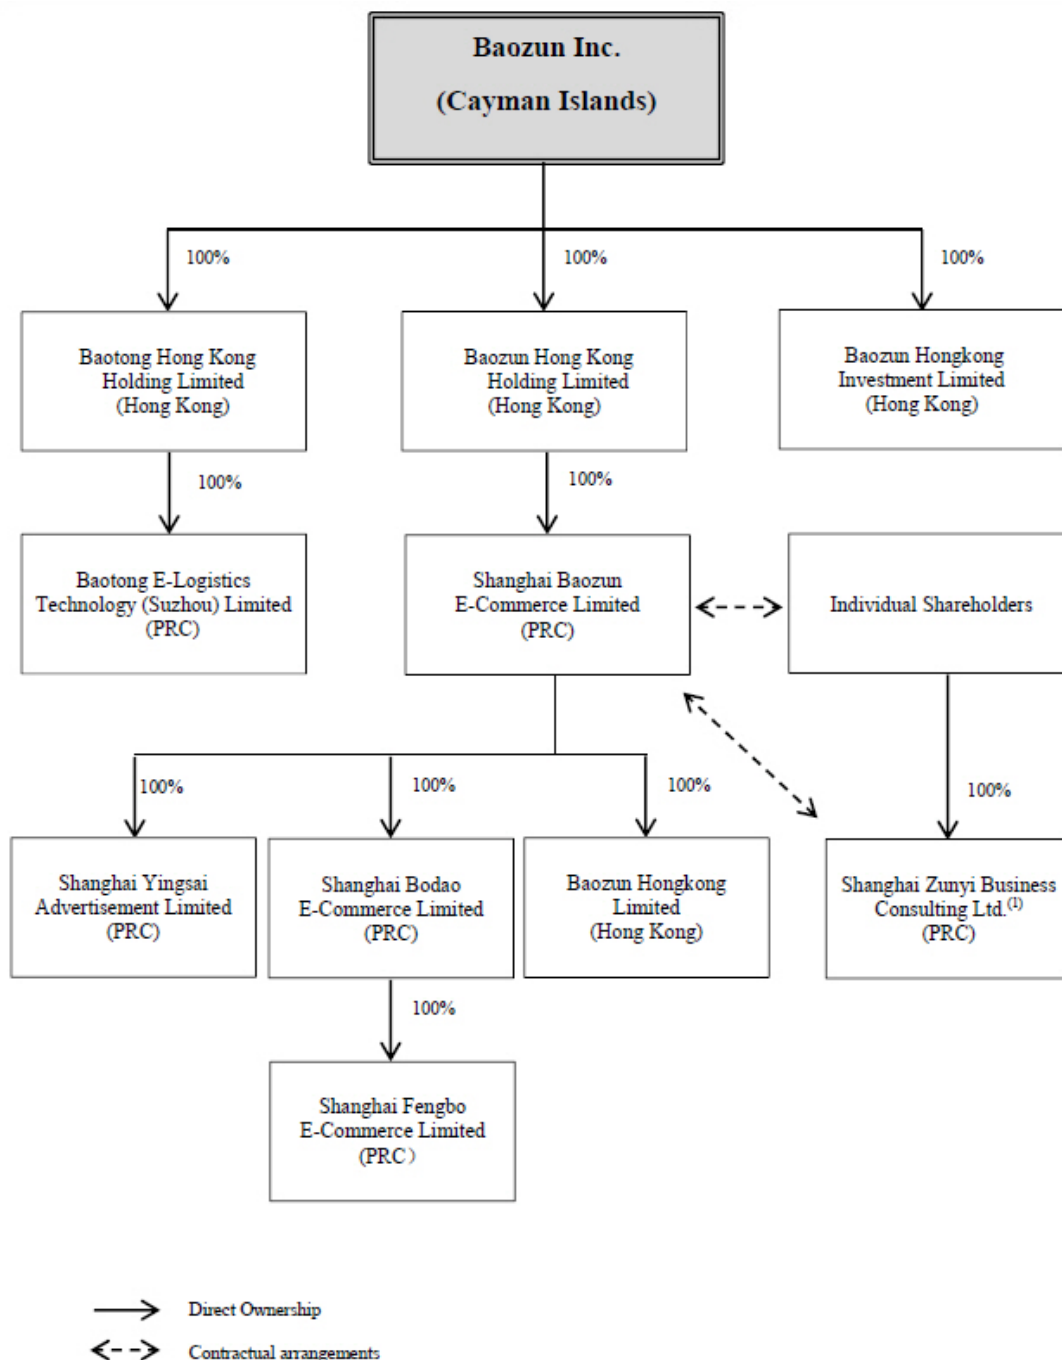 Baozun Inc.
(Cayman Islands)
100%
100%
100%
Baotong Hong Kong
Holding Limited
(Hong Kong)
Baozun Hong Kong
Holding Limited
(Hong Kong)
Baozun Hongkong
Investment Limited
(Hong Kong)
100%
100%
Baotong E-Logistics
Technology (Suzhou) Limited
(PRC)
Shanghai Baozun
E-Commerce Limited
(PRC)
Individual Shareholders
100%
100%
100%
100%
Shanghai Yingsai
Advertisement Limited
(PRC)
Shanghai Bodao
E-Commerce Limited
(PRC)
Baozun Hongkong
Limited
(Hong Kong)
Shanghai Zunyi Business
Consulting Ltd.(1)
(PRC)
100%
Shanghai Fengbo
E-Commerce Limited
(PRC）
Direct Ownership
Contractual arrangements